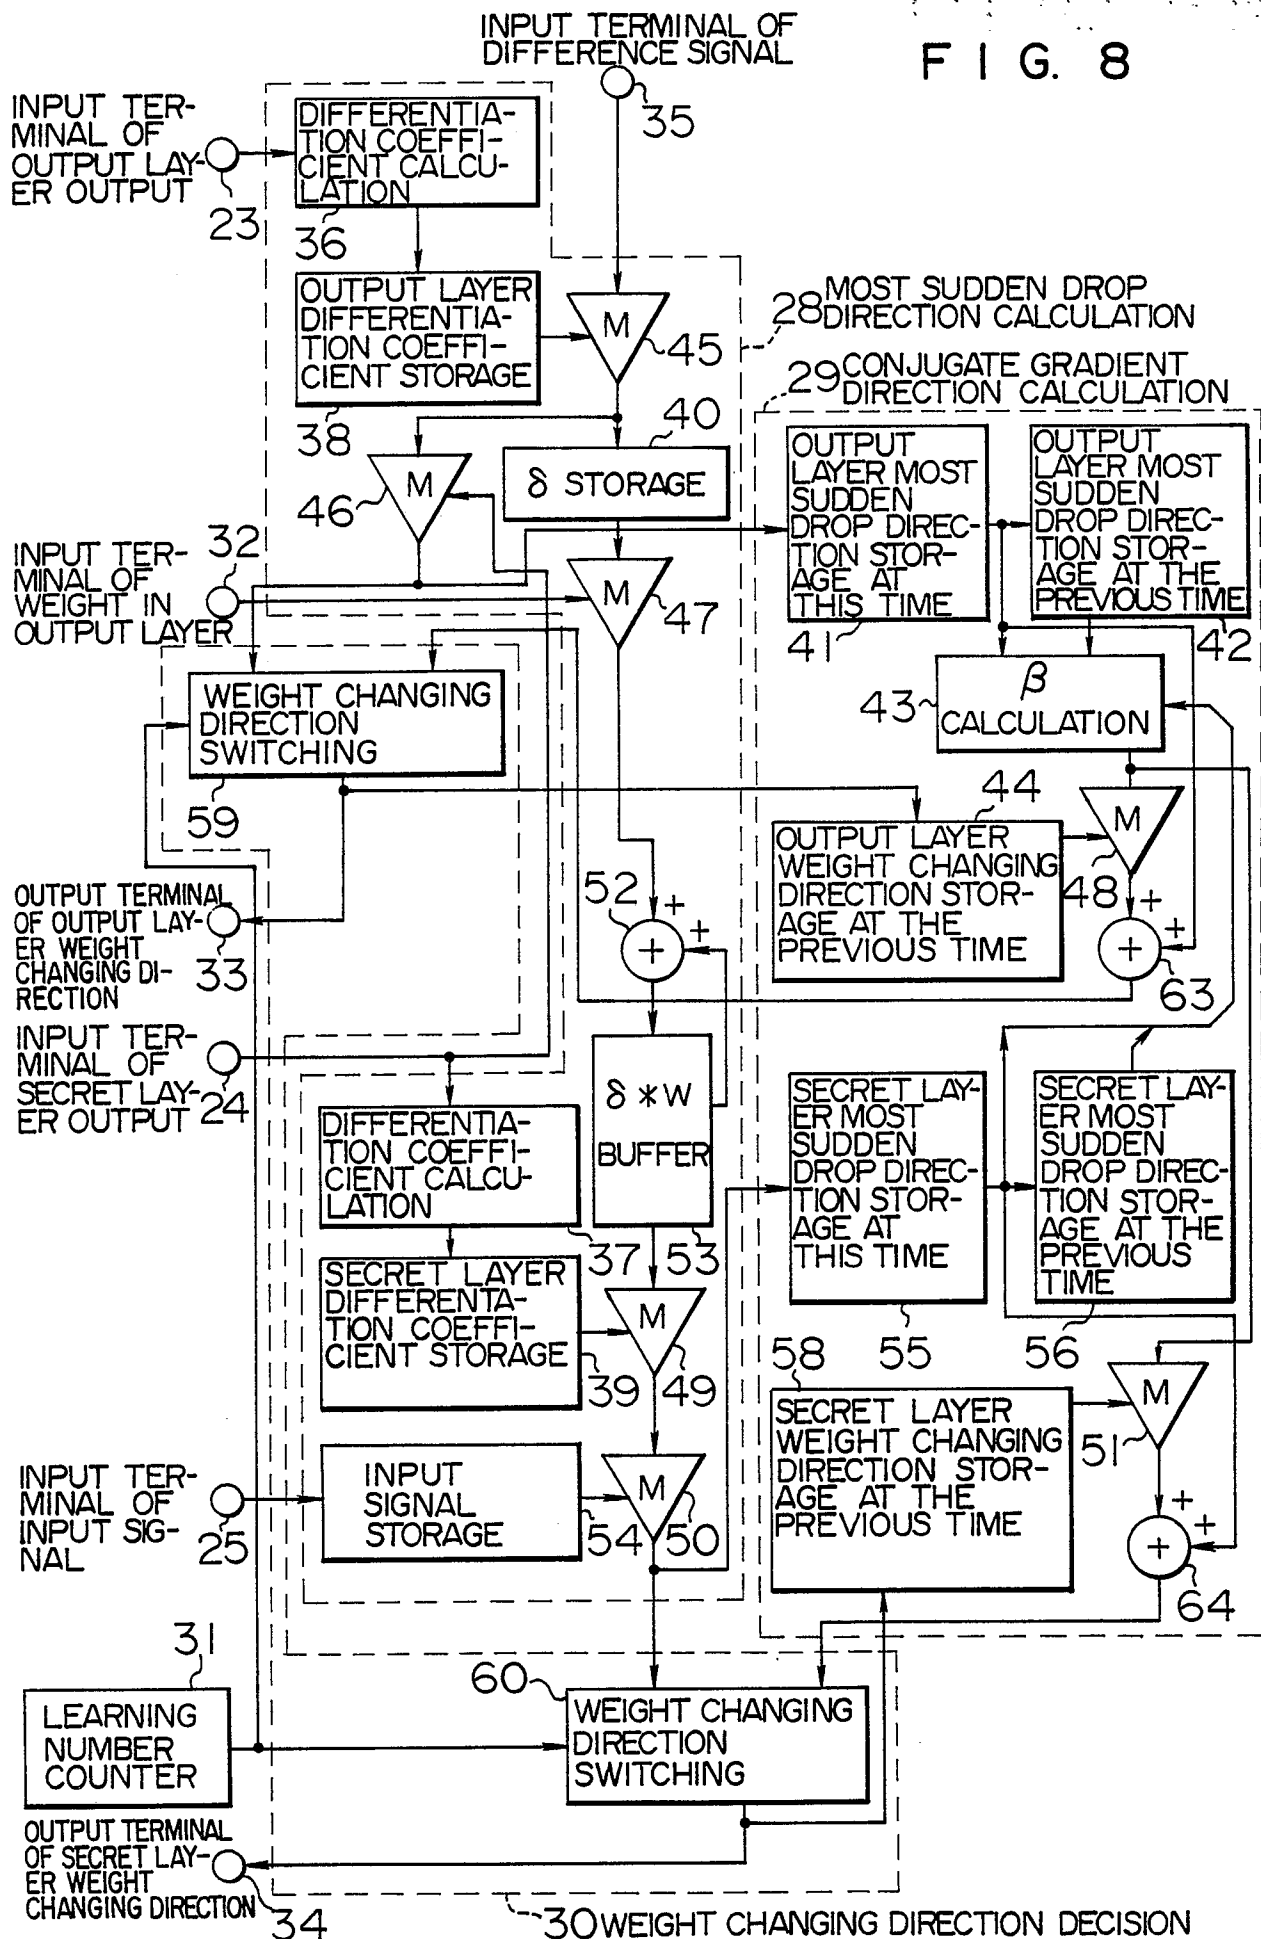 INPUT TERMINAL OF
DIFFERENCE SIGNAL
FIG. 8
35
INPUT TER-
MINAL OF
OUTPUT LAY-
ER OUTPUT
23
DIFFERENTIA-
TION COEFFI-
CIENT CALCU-
LATION
36
OUTPUT LAYER
DIFFERENTIA-
TION COEFFI-
CIENT STORAGE
38
M
45
28 MOST SUDDEN DROP
DIRECTION CALCULATION
29 CONJUGATE GRADIENT
DIRECTION CALCULATION
40
δ STORAGE
M
46
OUTPUT
LAYER MOST
SUDDEN
DROP DIREC-
TION STOR-
AGE AT
THIS TIME
41
OUTPUT
LAYER MOST
SUDDEN
DROP DIREC-
TION STOR-
AGE AT THE
PREVIOUS TIME
42
INPUT TER-
MINAL OF
WEIGHT IN
OUTPUT LAYER
32
M
47
43
β
CALCULATION
WEIGHT CHANGING
DIRECTION
SWITCHING
59
44
OUTPUT LAYER
WEIGHT CHANGING
DIRECTION STOR-
AGE AT THE
PREVIOUS TIME
M
48
+
+
+
63
OUTPUT TERMINAL
OF OUTPUT LAY-
ER WEIGHT
CHANGING DI-
RECTION
33
52
+
+
+
INPUT TER-
MINAL OF
SECRET LAY-
ER OUTPUT
24
δ*W
BUFFER
53
DIFFERENTIA-
TION COEFFI-
CIENT CALCU-
LATION
37
SECRET LAY-
ER MOST
SUDDEN
DROP DIREC-
TION STOR-
AGE AT
THIS TIME
55
SECRET LAY-
ER MOST
SUDDEN
DROP DIREC-
TION STOR-
AGE AT THE
PREVIOUS
TIME
56
SECRET LAYER
DIFFERENTA-
TION COEFFI-
CIENT STORAGE
39
M
49
58
SECRET LAYER
WEIGHT CHANGING
DIRECTION STOR-
AGE AT THE
PREVIOUS TIME
M
51
+
+
+
64
INPUT TER-
MINAL OF
INPUT SIG-
NAL
25
INPUT
SIGNAL
STORAGE
54
M
50
31
LEARNING
NUMBER
COUNTER
60
WEIGHT CHANGING
DIRECTION
SWITCHING
OUTPUT TERMINAL
OF SECRET LAY-
ER WEIGHT
CHANGING DIRECTION
34
30 WEIGHT CHANGING DIRECTION DECISION